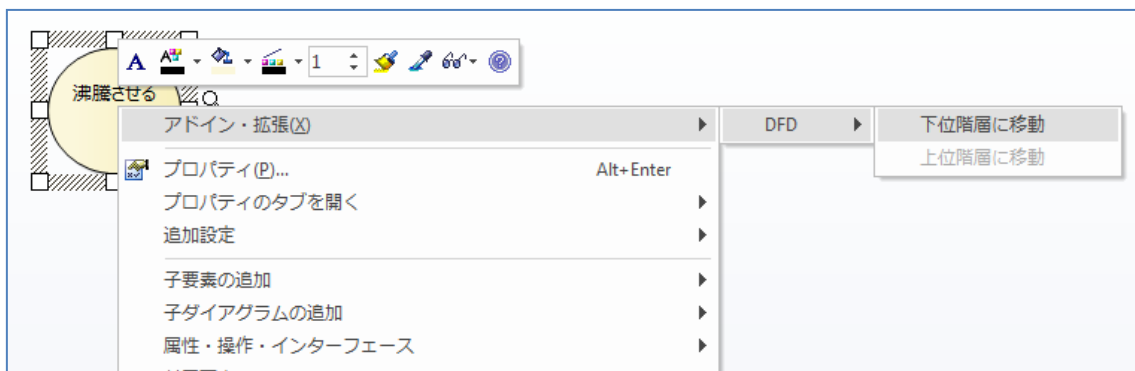 A
1
沸騰させる
アドイン・拡張(X)
DFD
下位階層に移動
上位階層に移動
プロパティ(P)...
Alt+Enter
プロパティのタブを開く
追加設定
子要素の追加
子ダイアグラムの追加
属性・操作・インターフェース